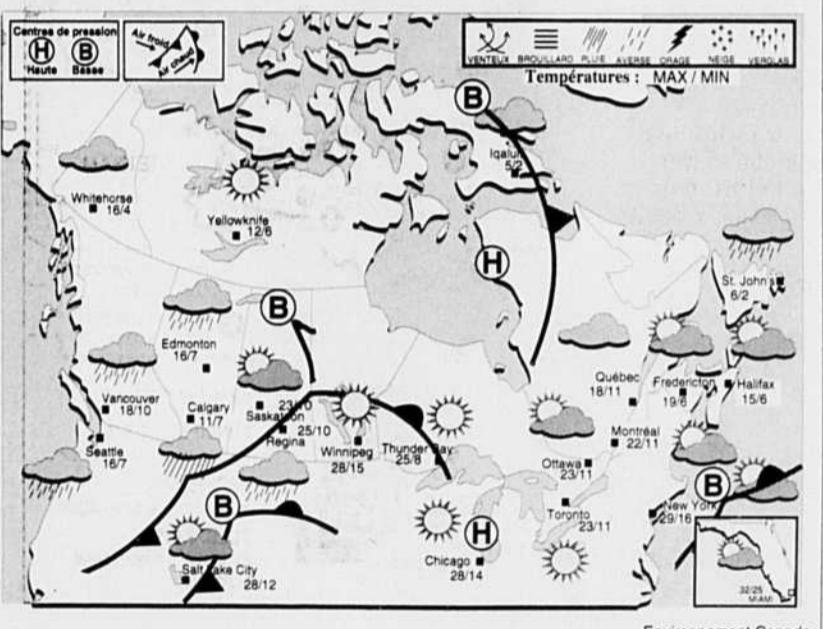 Centres de pression
H B
Haute Basse
Air froid
Air chaud
VENTEUX BROUILLARD PLUIE AVERSE ORAGE NEIGE VERGLAS
Températures : MAX / MIN
B
Iqaluit
5/2
Whitehorse
16/4
Yellowknife
12/6
H
St. John's
6/2
B
Edmonton
16/7
Vancouver
18/10
Calgary
11/7
23/10
Saskatoon
25/10
Regina
Winnipeg
28/15
Thunder Bay
25/8
Québec
18/11
Fredericton
19/6
Halifax
15/6
Montréal
22/11
Ottawa
23/11
Seattle
16/7
Toronto
23/11
B
New York
29/16
B
H
Chicago
28/14
Salt Lake City
28/12
32/25
MIAMI
Environnement Canada